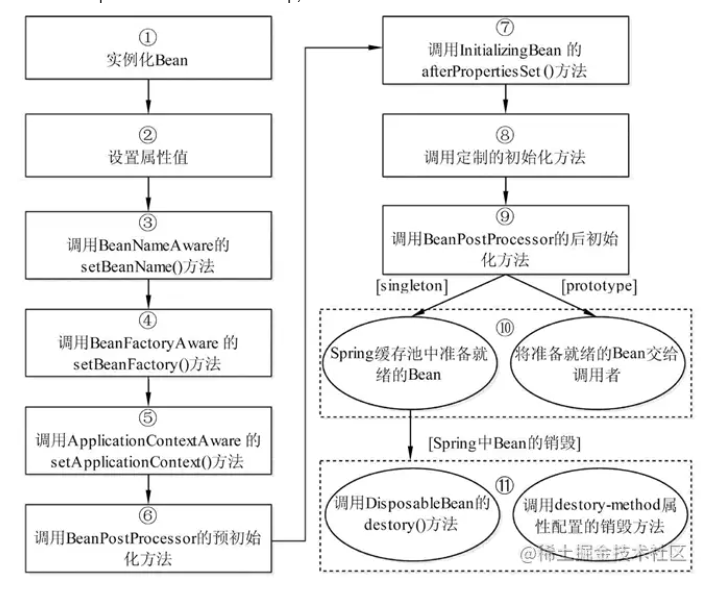 ①
实例化Bean
②
设置属性值
③
调用BeanNameAware的
setBeanName()方法
④
调用BeanFactoryAware 的
setBeanFactory()方法
⑤
调用ApplicationContextAware 的
setApplicationContext()方法
⑥
调用BeanPostProcessor的预初始
化方法
⑦
调用InitializingBean 的
afterPropertiesSet ()方法
⑧
调用定制的初始化方法
⑨
调用BeanPostProcessor的后初始
化方法
[singleton]
[prototype]
⑩
Spring缓存池中准备就
绪的Bean
将准备就绪的Bean交给
调用者
[Spring中Bean的销毁]
⑪
调用DisposableBean的
destory()方法
调用destory-method属
性配置的销毁方法
@稀土掘金技术社区